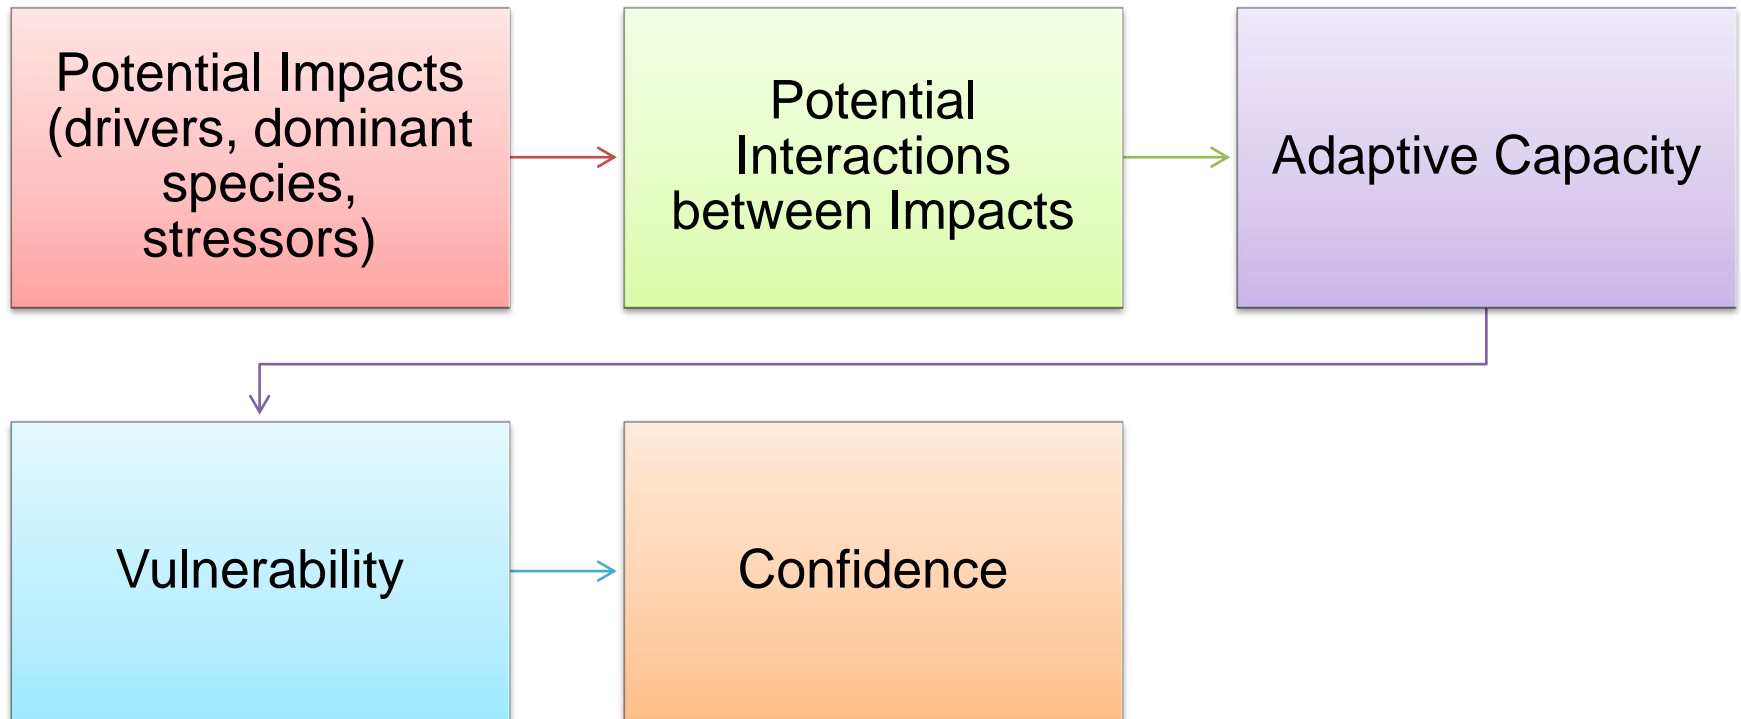 Potential Impacts
(drivers, dominant
species,
stressors)
Potential
Interactions
between Impacts
Adaptive Capacity
Vulnerability
Confidence